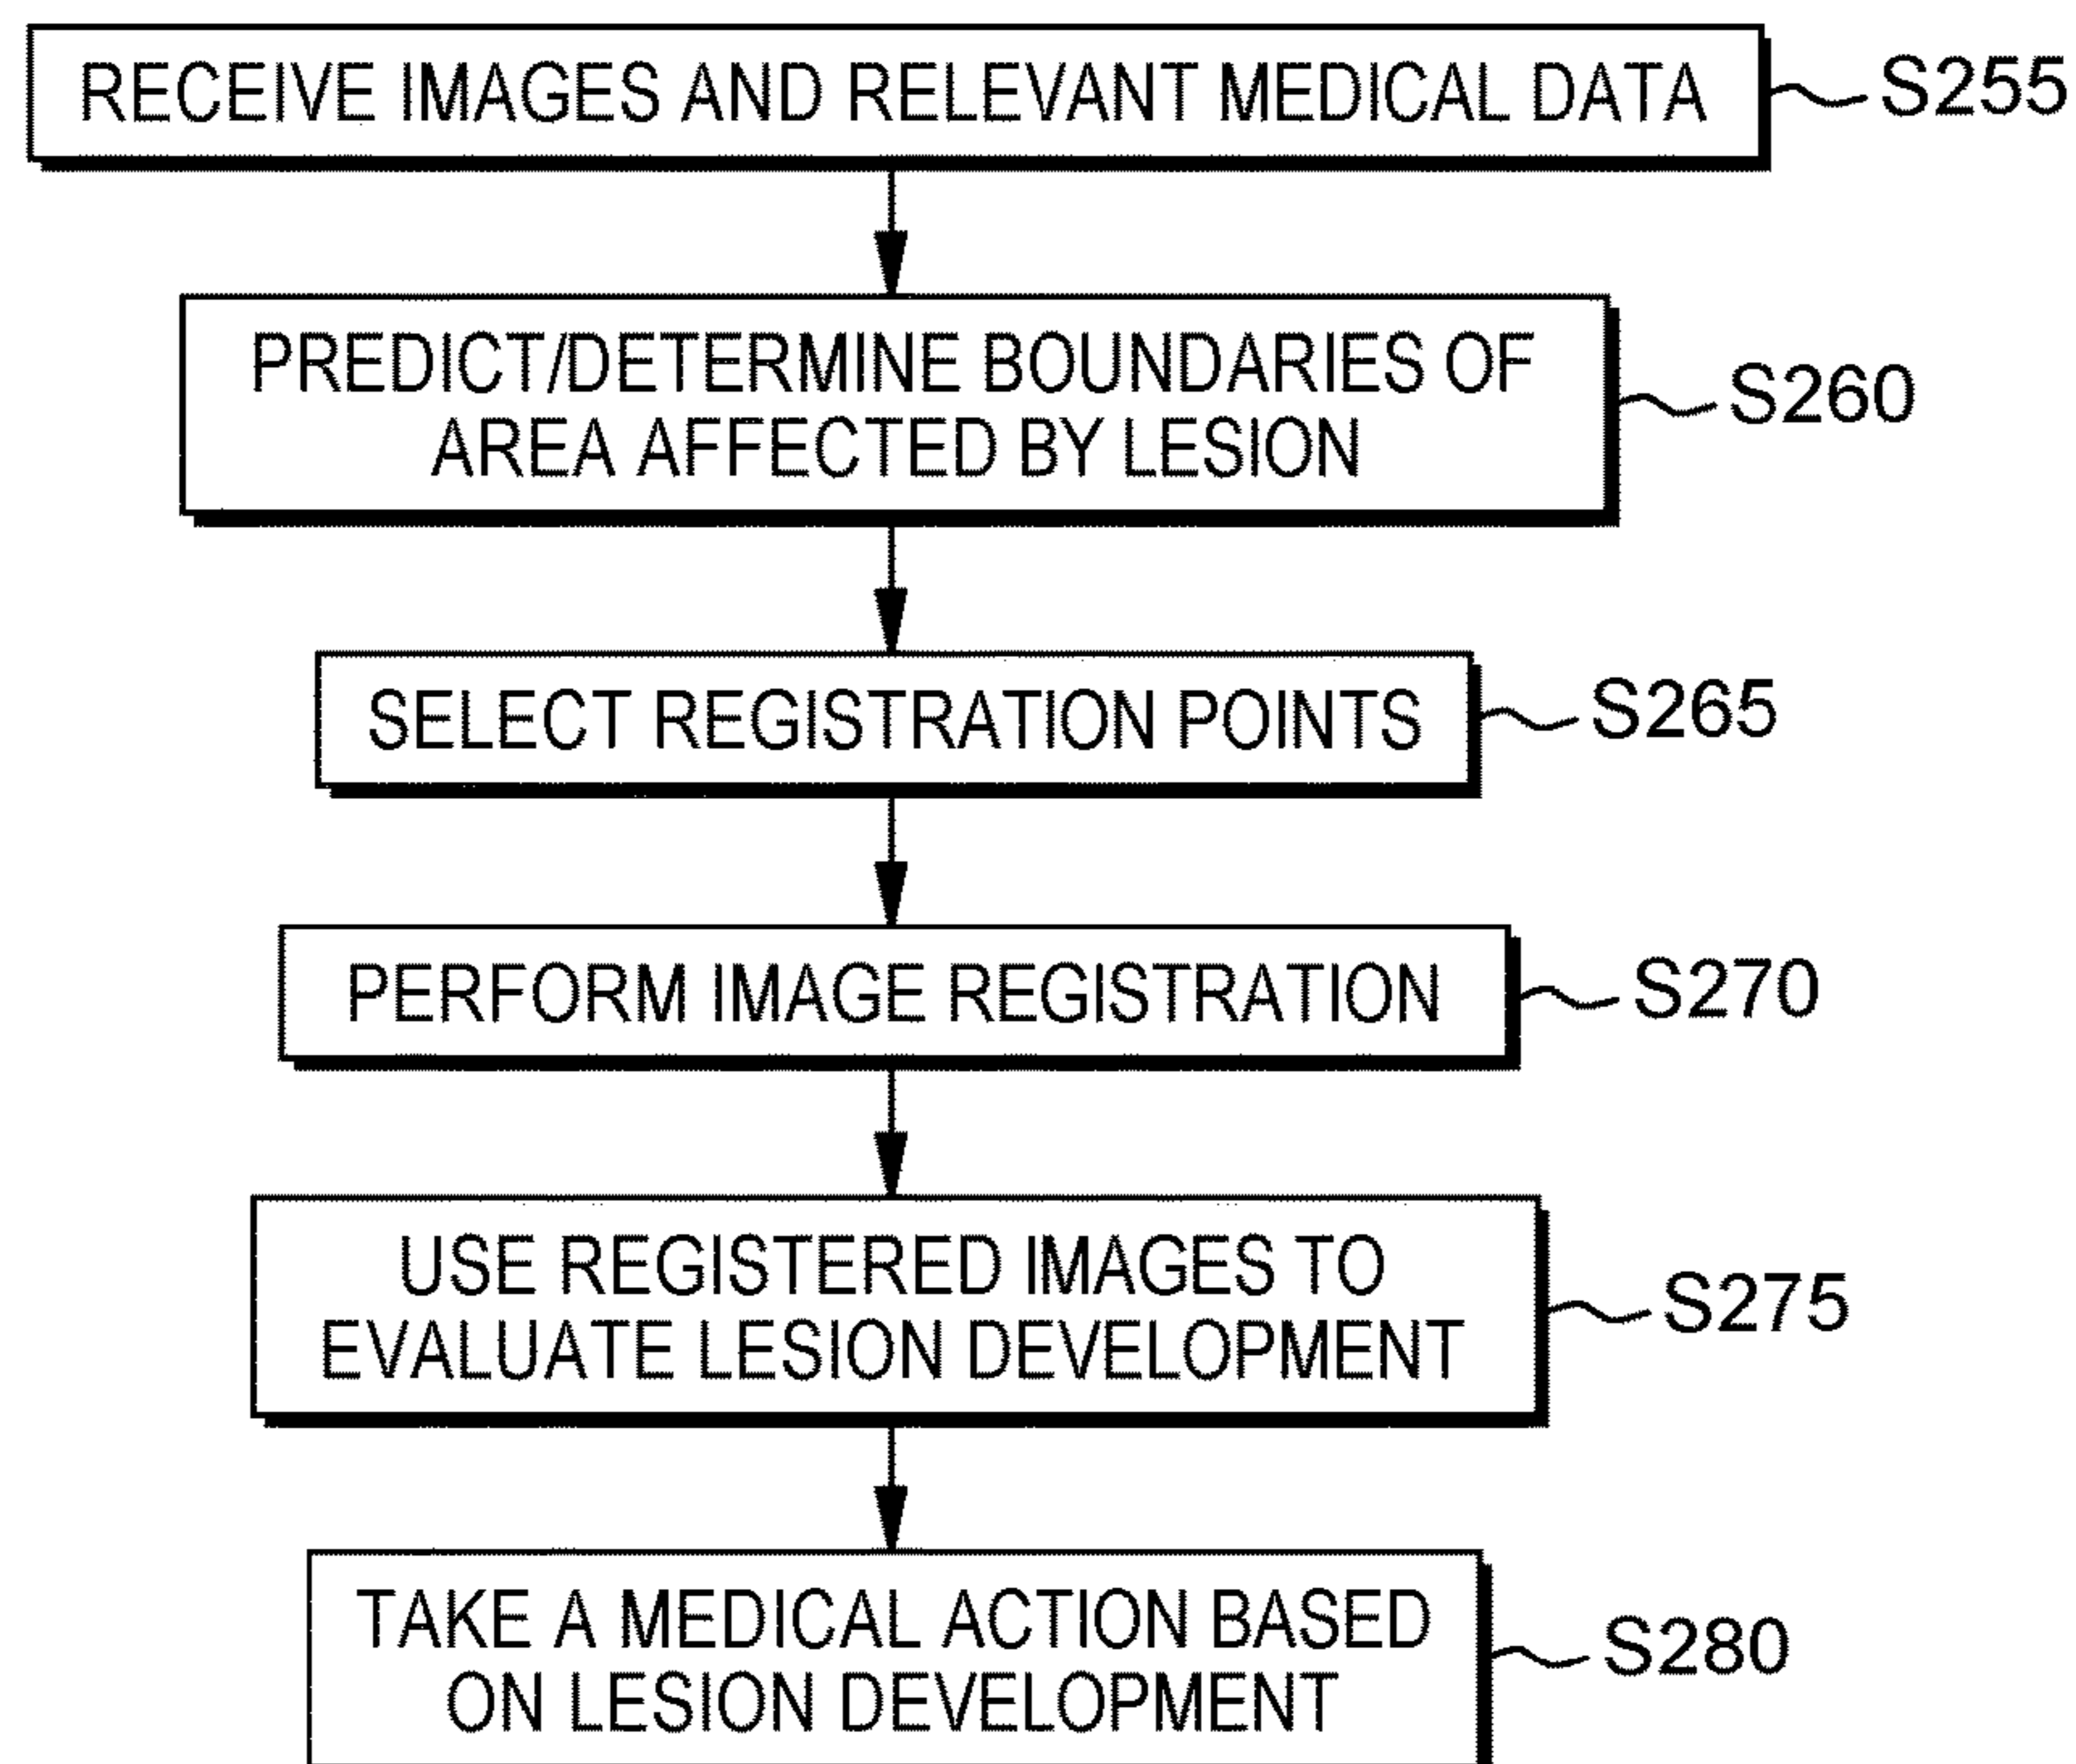 RECEIVE IMAGES AND RELEVANT MEDICAL DATA
S255
PREDICT/DETERMINE BOUNDARIES OF
AREA AFFECTED BY LESION
S260
SELECT REGISTRATION POINTS
S265
PERFORM IMAGE REGISTRATION
S270
USE REGISTERED IMAGES TO
EVALUATE LESION DEVELOPMENT
S275
TAKE A MEDICAL ACTION BASED
ON LESION DEVELOPMENT
S280